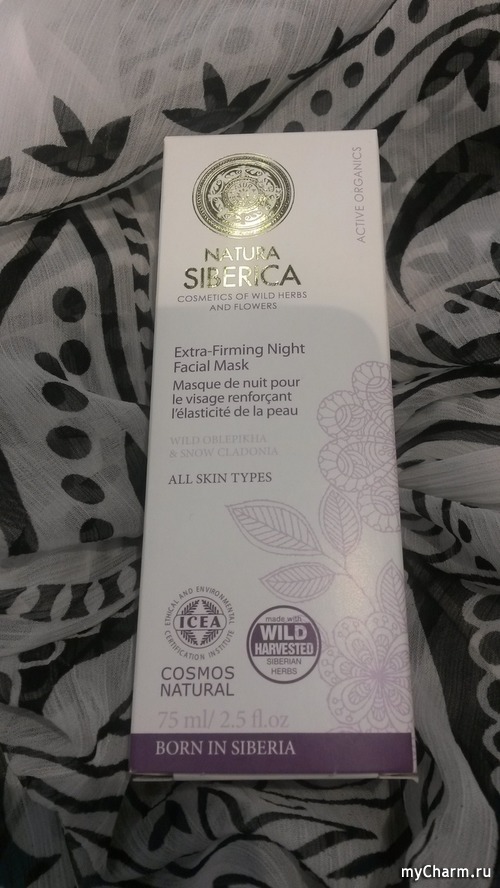 ACTIVE ORGANICS
NATURA
SIBERICA
COSMETICS OF WILD HERBS
AND FLOWERS
Extra-Firming Night
Facial Mask
Masque de nuit pour
le visage renforçant
l'élasticité de la peau
WILD OBLEPIKHA
& SNOW CLADONIA
ALL SKIN TYPES
ETHICAL AND ENVIRONMENTAL
ICEA
CERTIFICATION INSTITUTE
COSMOS
NATURAL
made with
WILD
HARVESTED
SIBERIAN
HERBS
75 ml/ 2.5 fl.oz
BORN IN SIBERIA
myCharm.ru